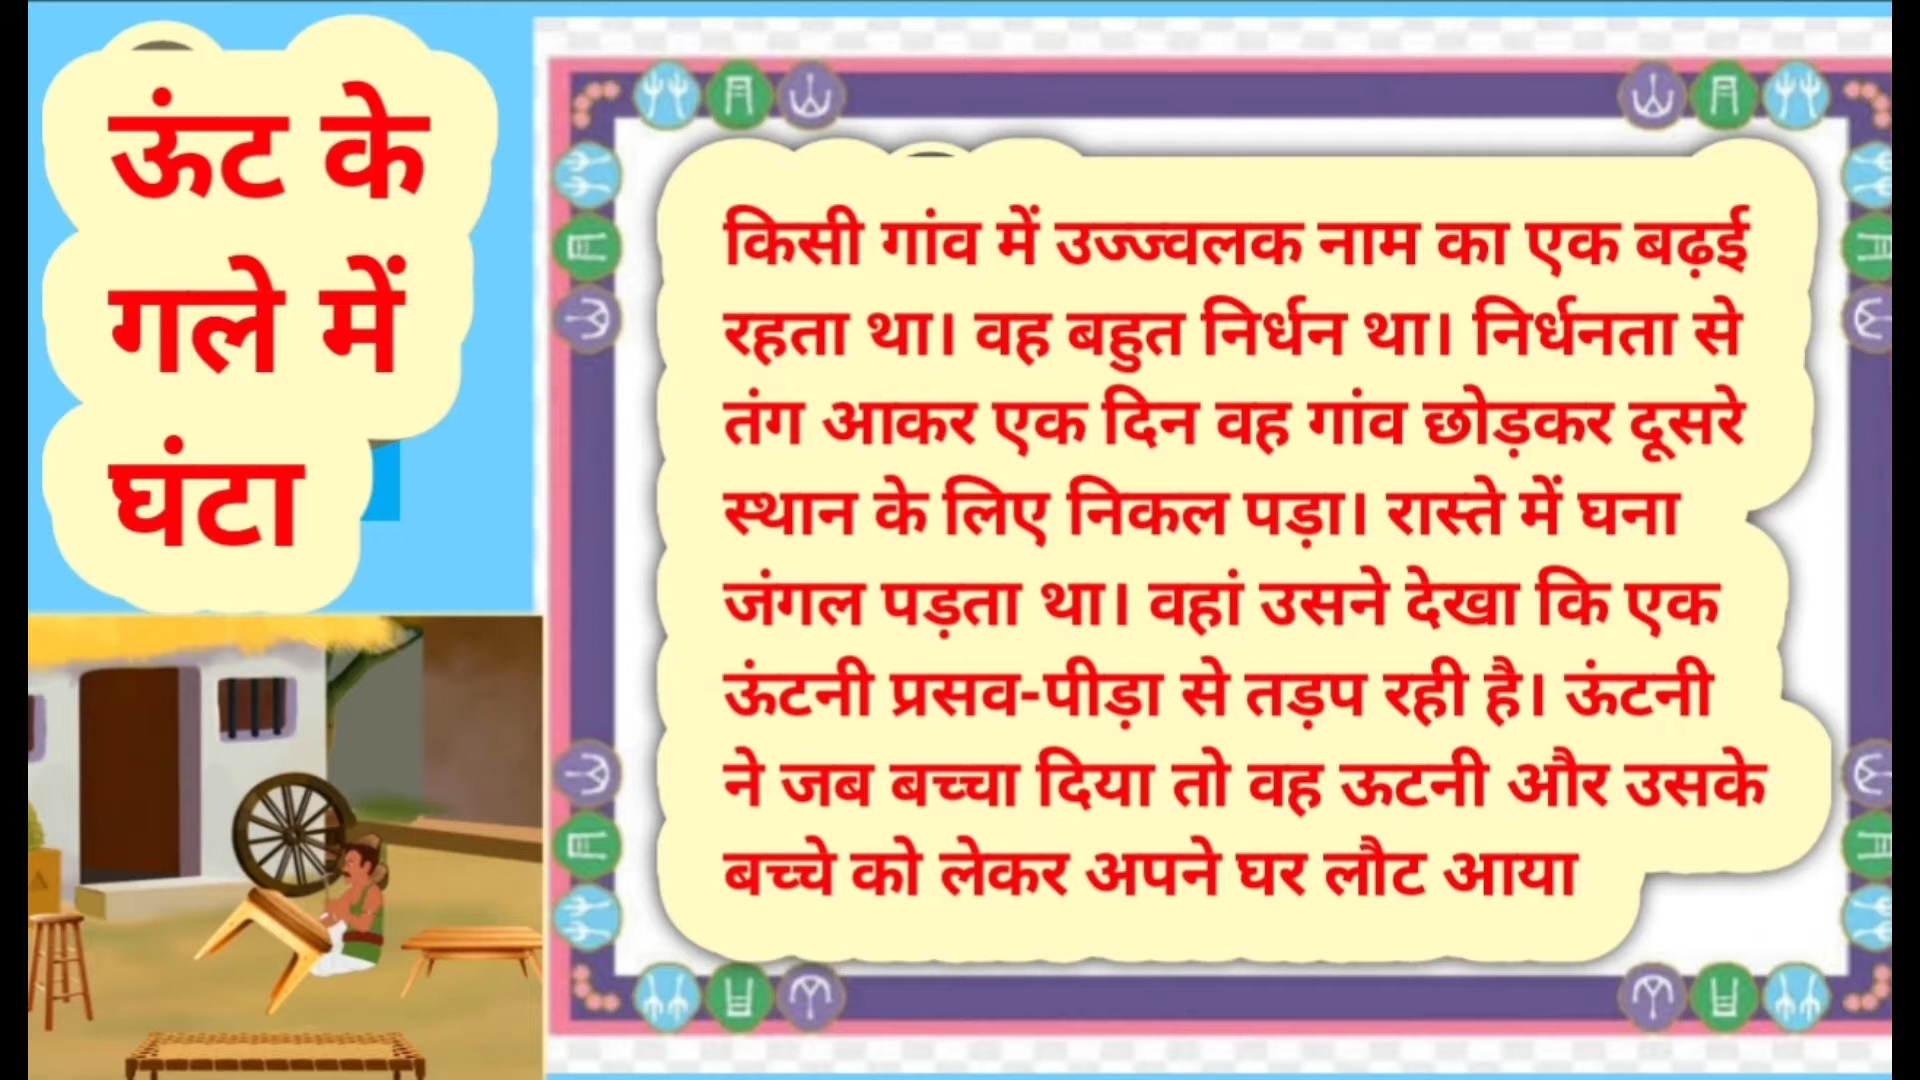 ऊंट के
गले में
घंटा
किसी गांव में उज्ज्वलक नाम का एक बढ़ई
रहता था। वह बहुत निर्धन था। निर्धनता से
तंग आकर एक दिन वह गांव छोड़कर दूसरे
स्थान के लिए निकल पड़ा। रास्ते में घना
जंगल पड़ता था। वहां उसने देखा कि एक
ऊंटनी प्रसव-पीड़ा से तड़प रही है। ऊंटनी
ने जब बच्चा दिया तो वह ऊटनी और उसके
बच्चे को लेकर अपने घर लौट आया